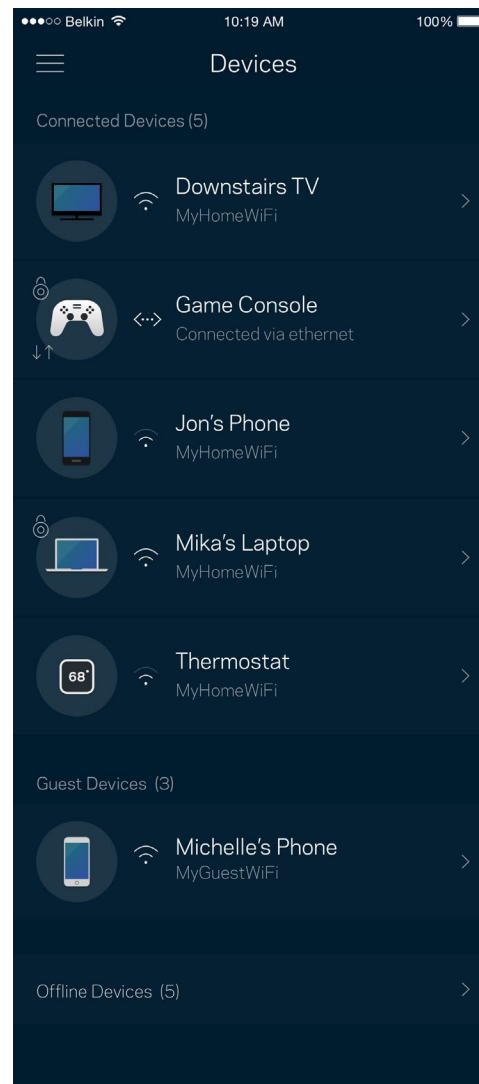 Belkin 10:19 AM 100%
Devices
Connected Devices (5)
Downstairs TV
MyHomeWiFi
Game Console
Connected via ethernet
Jon's Phone
MyHomeWiFi
Mika's Laptop
MyHomeWiFi
68°
Thermostat
MyHomeWiFi
Guest Devices (3)
Michelle's Phone
MyGuestWiFi
Offline Devices (5)